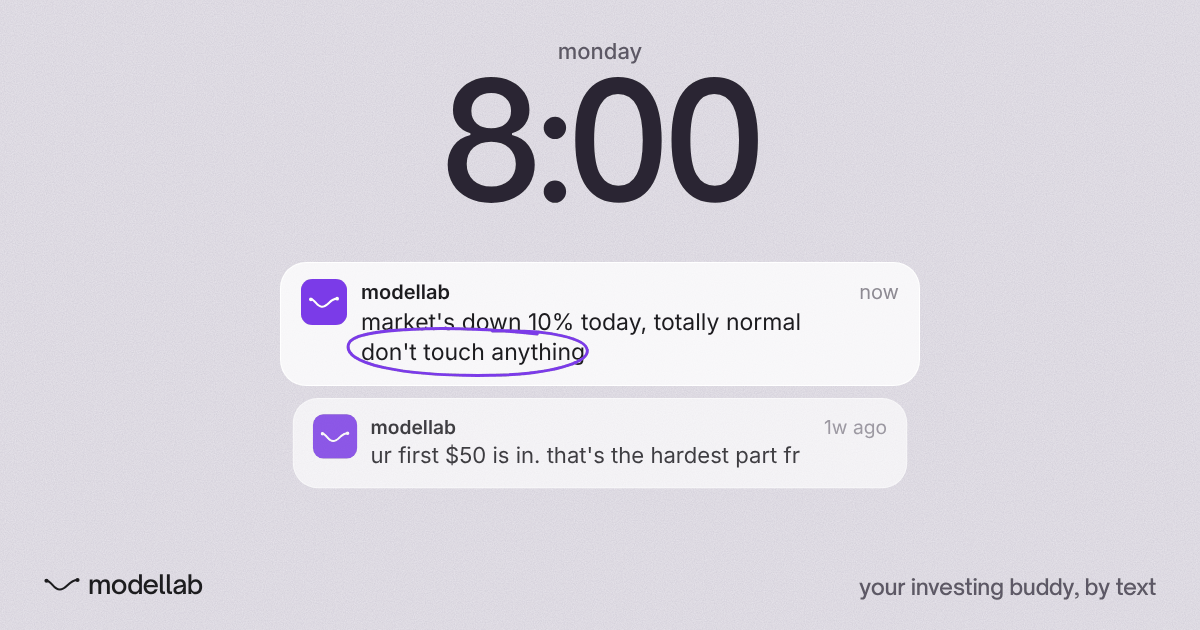 monday
8:00
modellab
now
market's down 10% today, totally normal
don't touch anything
modellab
1w ago
ur first $50 is in. that's the hardest part fr
modellab
your investing buddy, by text